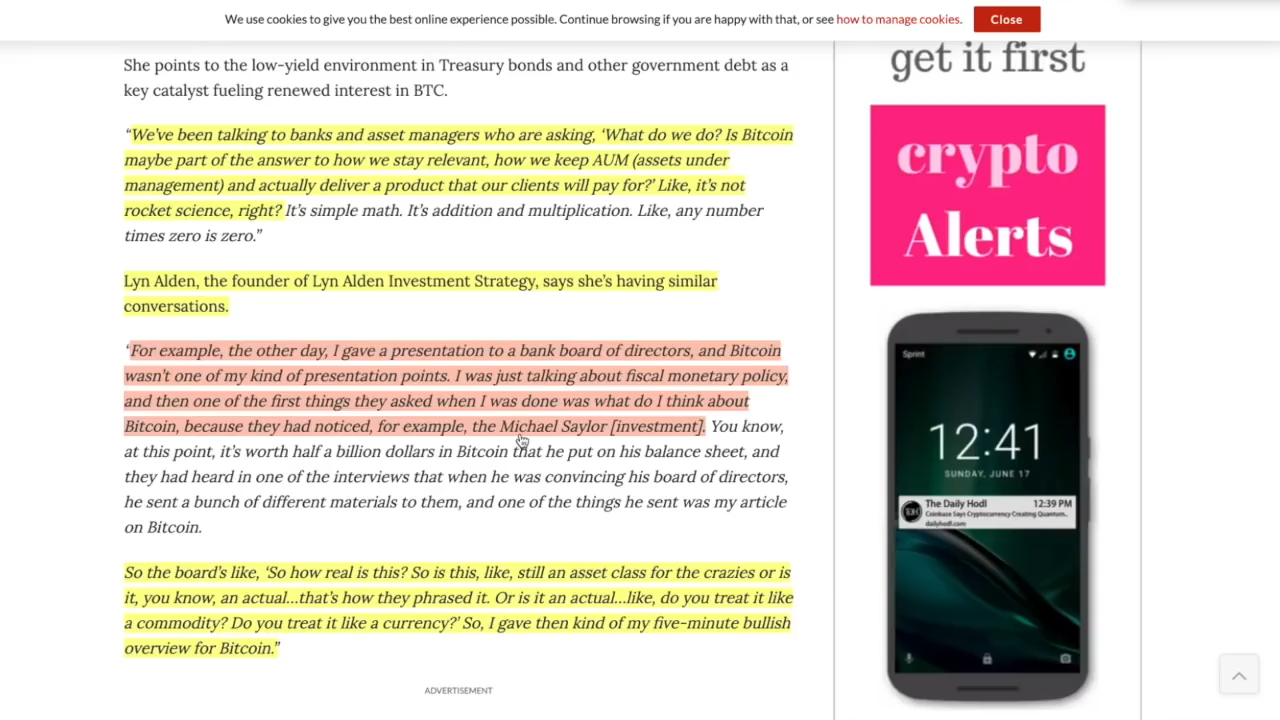 We use cookies to give you the best online experience possible. Continue browsing if you are happy with that, or see how to manage cookies.
Close
She points to the low-yield environment in Treasury bonds and other government debt as a
key catalyst fueling renewed interest in BTC.
“We’ve been talking to banks and asset managers who are asking, ‘What do we do? Is Bitcoin
maybe part of the answer to how we stay relevant, how we keep AUM (assets under
management) and actually deliver a product that our clients will pay for?’ Like, it’s not
rocket science, right? It’s simple math. It’s addition and multiplication. Like, any number
times zero is zero.”
Lyn Alden, the founder of Lyn Alden Investment Strategy, says she’s having similar
conversations.
‘For example, the other day, I gave a presentation to a bank board of directors, and Bitcoin
wasn’t one of my kind of presentation points. I was just talking about fiscal monetary policy,
and then one of the first things they asked when I was done was what do I think about
Bitcoin, because they had noticed, for example, the Michael Saylor [investment]. You know,
at this point, it’s worth half a billion dollars in Bitcoin that he put on his balance sheet, and
they had heard in one of the interviews that when he was convincing his board of directors,
he sent a bunch of different materials to them, and one of the things he sent was my article
on Bitcoin.
So the board’s like, ‘So how real is this? So is this, like, still an asset class for the crazies or is
it, you know, an actual…that’s how they phrased it. Or is it an actual…like, do you treat it like
a commodity? Do you treat it like a currency?’ So, I gave then kind of my five-minute bullish
overview for Bitcoin.”
ADVERTISEMENT
get it first
crypto
Alerts
Sprint
12:41
SUNDAY, JUNE 17
The Daily Hodl 12:39 PM
Coinbase Says Cryptocurrency Creating Quantum..
dailyhodl.com